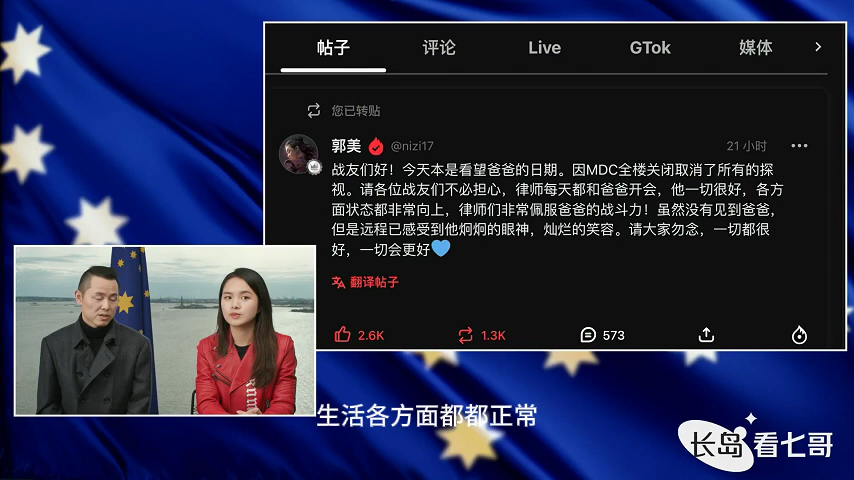 帖子
评论
Live
GTok
媒体
您已转贴
郭美 @nizi17 21 小时
战友们好！今天本是看望爸爸的日期。因MDC全楼关闭取消了所有的探
视。请各位战友们不必担心，律师每天都和爸爸开会，他一切很好，各方
面状态都非常向上，律师们非常佩服爸爸的战斗力！虽然没有见到爸爸，
但是远程已感受到他炯炯的眼神，灿烂的笑容。请大家勿念，一切都很
好，一切会更好
翻译帖子
2.6K
1.3K
573
生活各方面都都正常
长岛看七哥